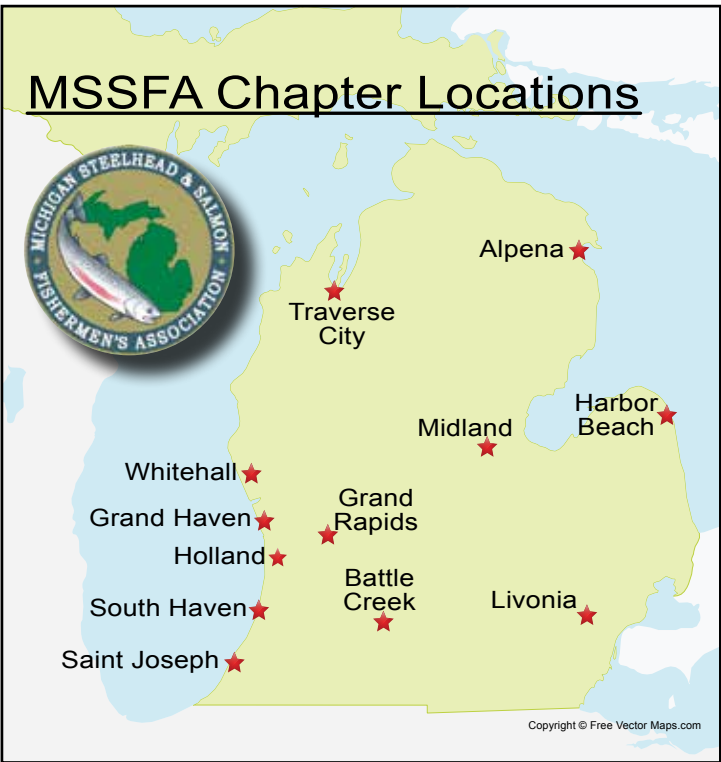 MSSFA Chapter Locations
MICHIGAN STEELHEAD & SALMON
FISHERMEN'S ASSOCIATION
Alpena
Traverse
City
Harbor
Beach
Midland
Whitehall
Grand
Rapids
Grand Haven
Holland
Battle
Creek
South Haven
Livonia
Saint Joseph
Copyright © Free Vector Maps.com